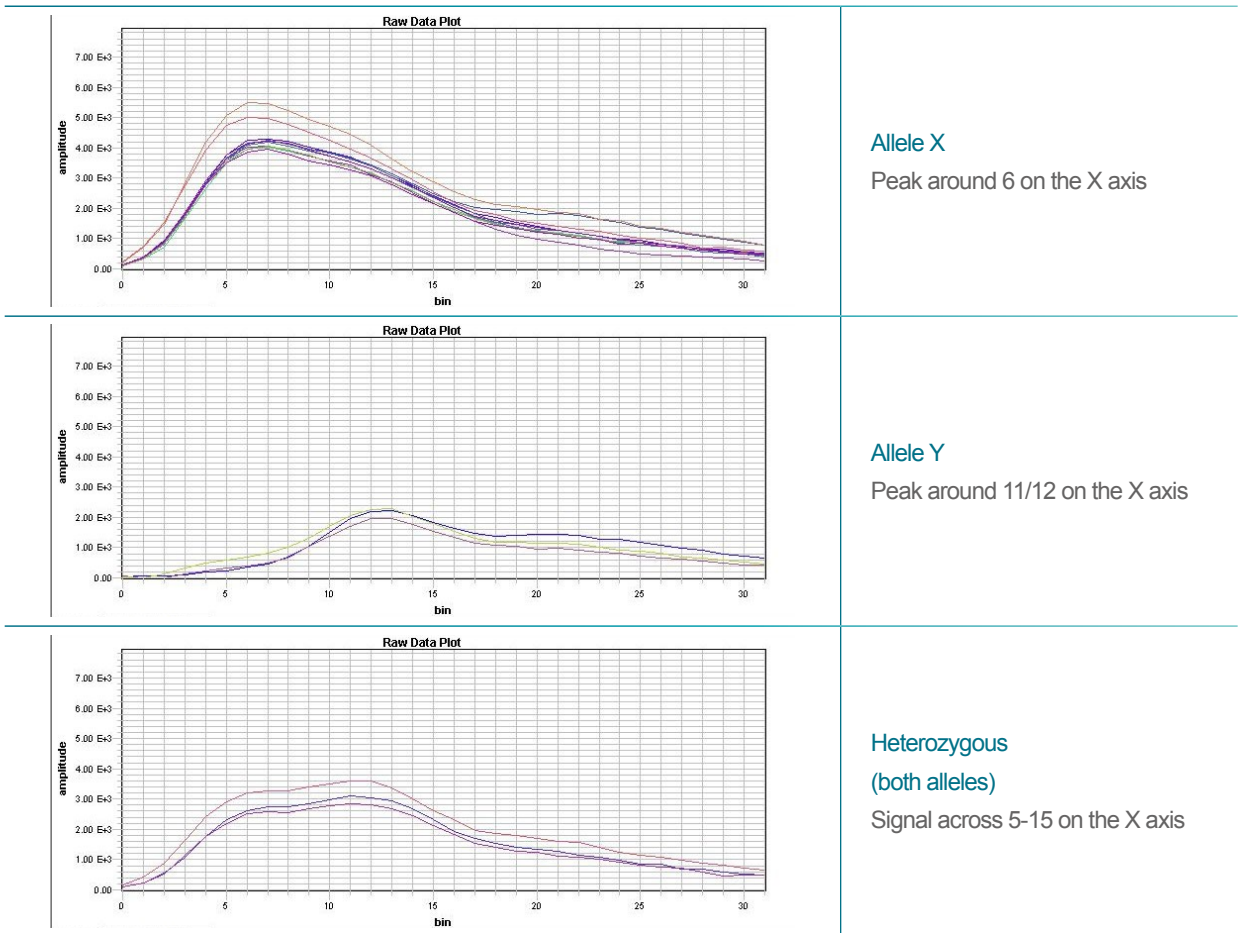 Raw Data Plot
7.00 E+3
6.00 E+3
5.00 E+3
4.00 E+3
3.00 E+3
2.00 E+3
1.00 E+3
0.00
amplitude
0 5 10 15 20 25 30
bin
Allele X
Peak around 6 on the X axis
Raw Data Plot
7.00 E+3
6.00 E+3
5.00 E+3
4.00 E+3
3.00 E+3
2.00 E+3
1.00 E+3
0.00
amplitude
0 5 10 15 20 25 30
bin
Allele Y
Peak around 11/12 on the X axis
Raw Data Plot
7.00 E+3
6.00 E+3
5.00 E+3
4.00 E+3
3.00 E+3
2.00 E+3
1.00 E+3
0.00
amplitude
0 5 10 15 20 25 30
bin
Heterozygous
(both alleles)
Signal across 5-15 on the X axis